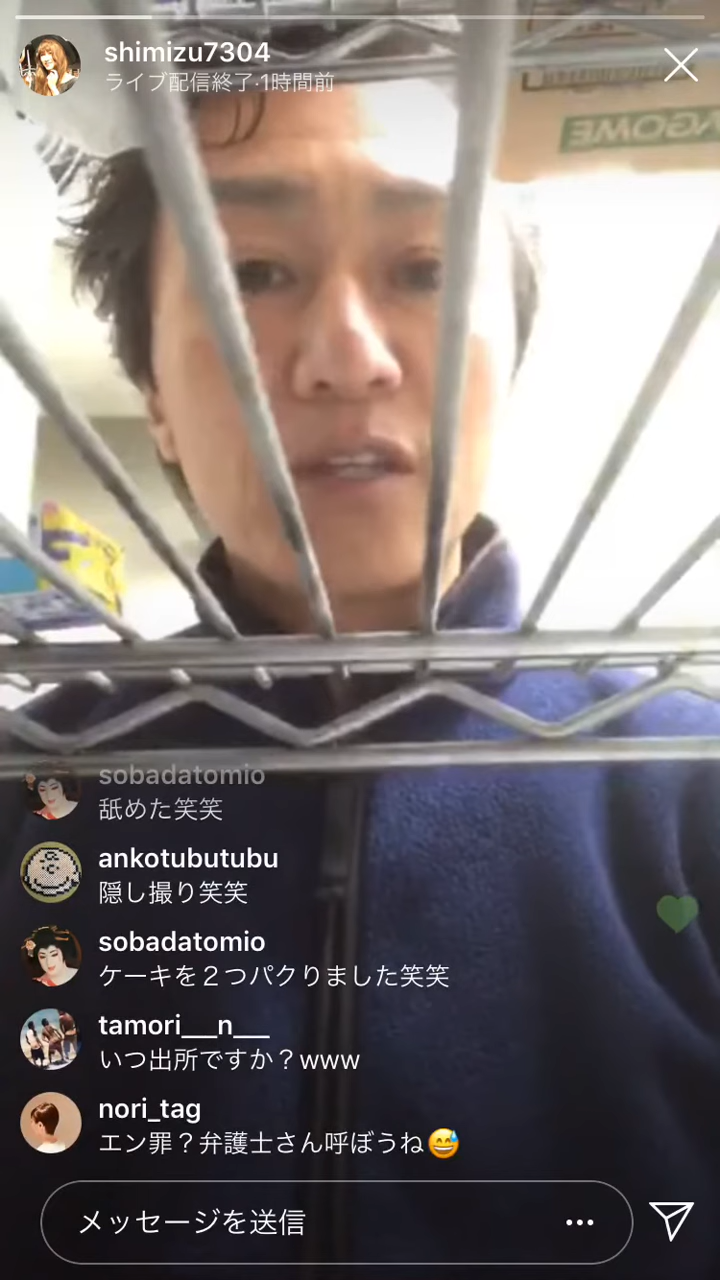 shimizu7304
ライブ配信終了·1時間前
NGOWE
sobadatomio
舐めた笑笑
ankotubutubu
隠し撮り笑笑
sobadatomio
ケーキを２つパクりました笑笑
tamori___n___
いつ出所ですか？www
nori_tag
エン罪？弁護士さん呼ぼうね😅
メッセージを送信